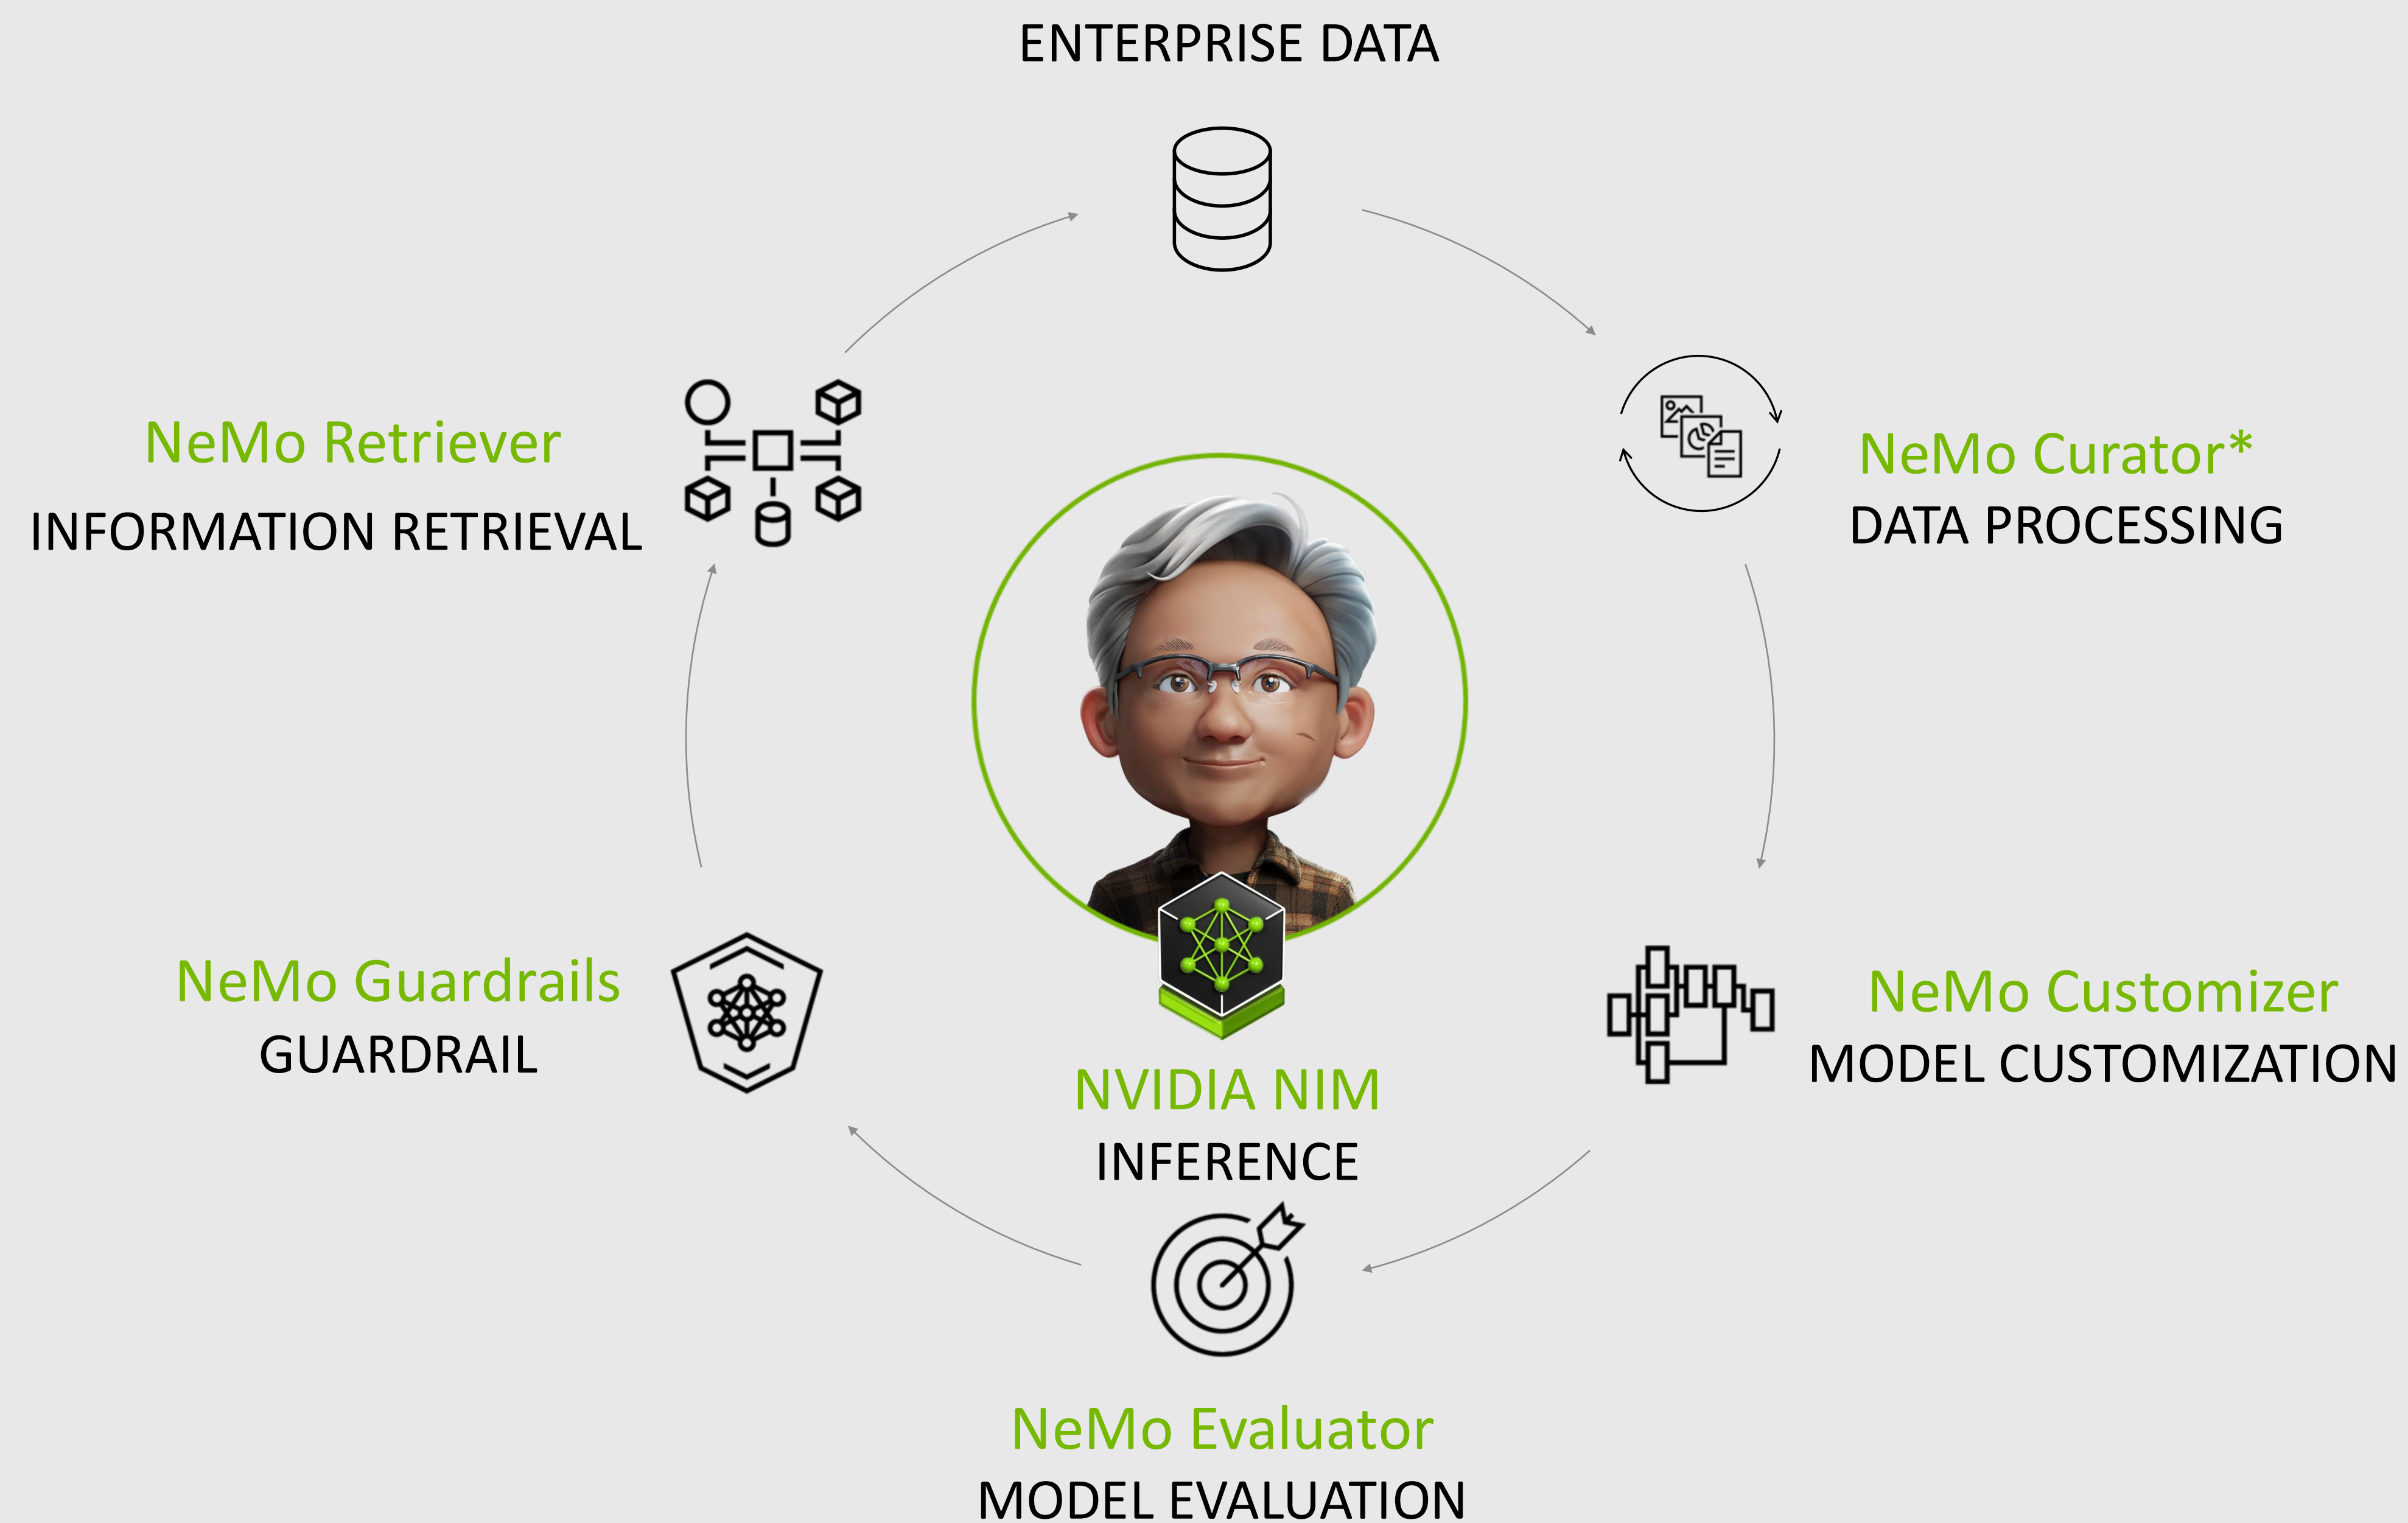 ENTERPRISE DATA
NeMo Retriever
INFORMATION RETRIEVAL
NeMo Curator*
DATA PROCESSING
NeMo Guardrails
GUARDRAIL
NeMo Customizer
MODEL CUSTOMIZATION
NVIDIA NIM
INFERENCE
NeMo Evaluator
MODEL EVALUATION